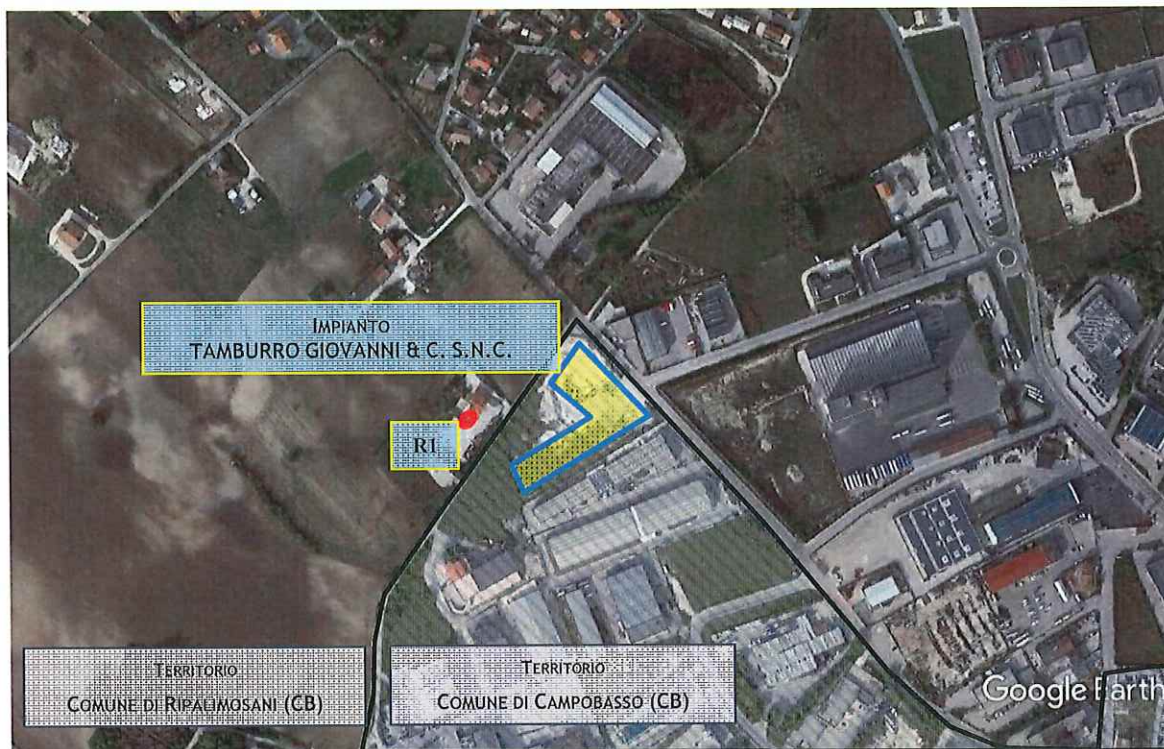 IMPIANTO
TAMBURRO GIOVANNI & C. S.N.C.
R1
TERRITORIO
COMUNE DI RIPALIMOSANI (CB)
TERRITORIO
COMUNE DI CAMPOBASSO (CB)
Google Earth